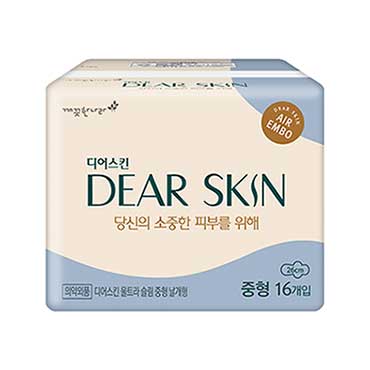 깨끗한나라
DEAR SKIN
AIR
EMBO
디어스킨
DEAR SKIN
당신의 소중한 피부를 위해
26cm
중형 16개입
의약외품 디어스킨 울트라 슬림 중형 날개형